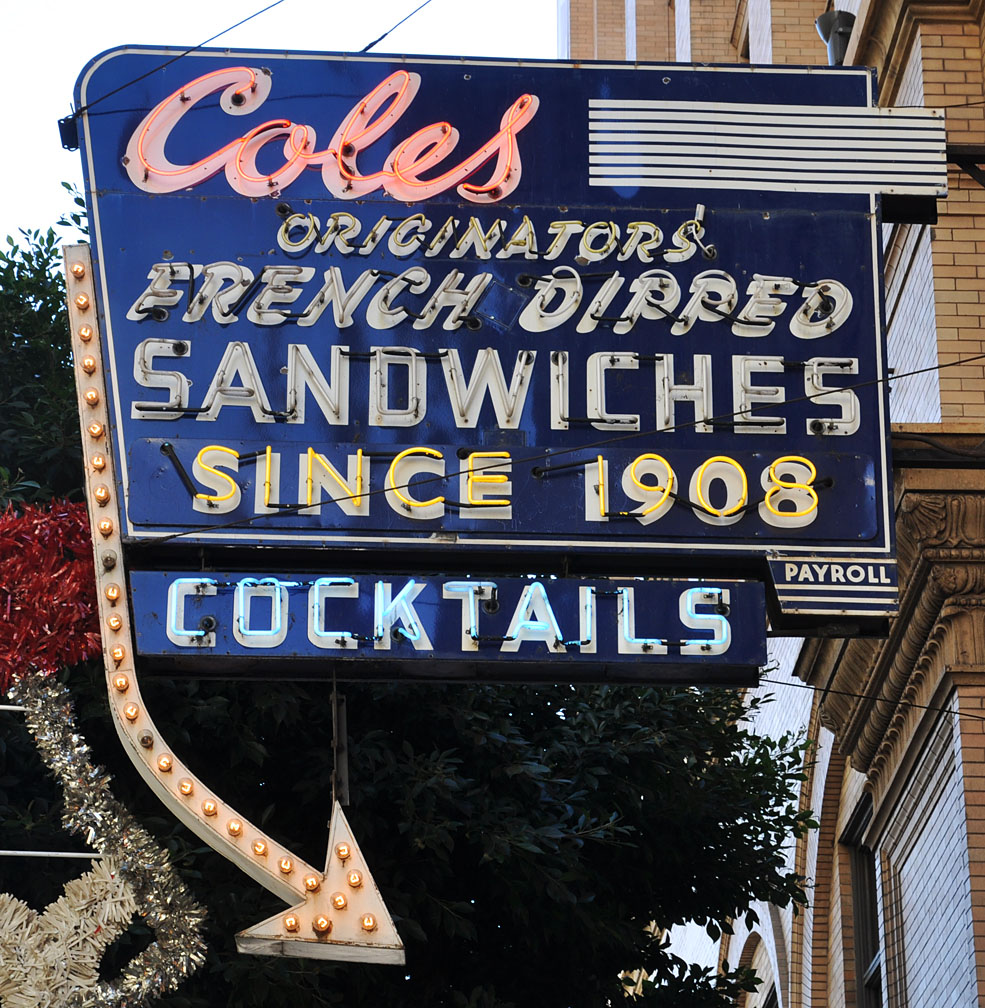 Coles
ORIGINATORS
FRENCH DIPPED
SANDWICHES
SINCE 1908
PAYROLL
COCKTAILS